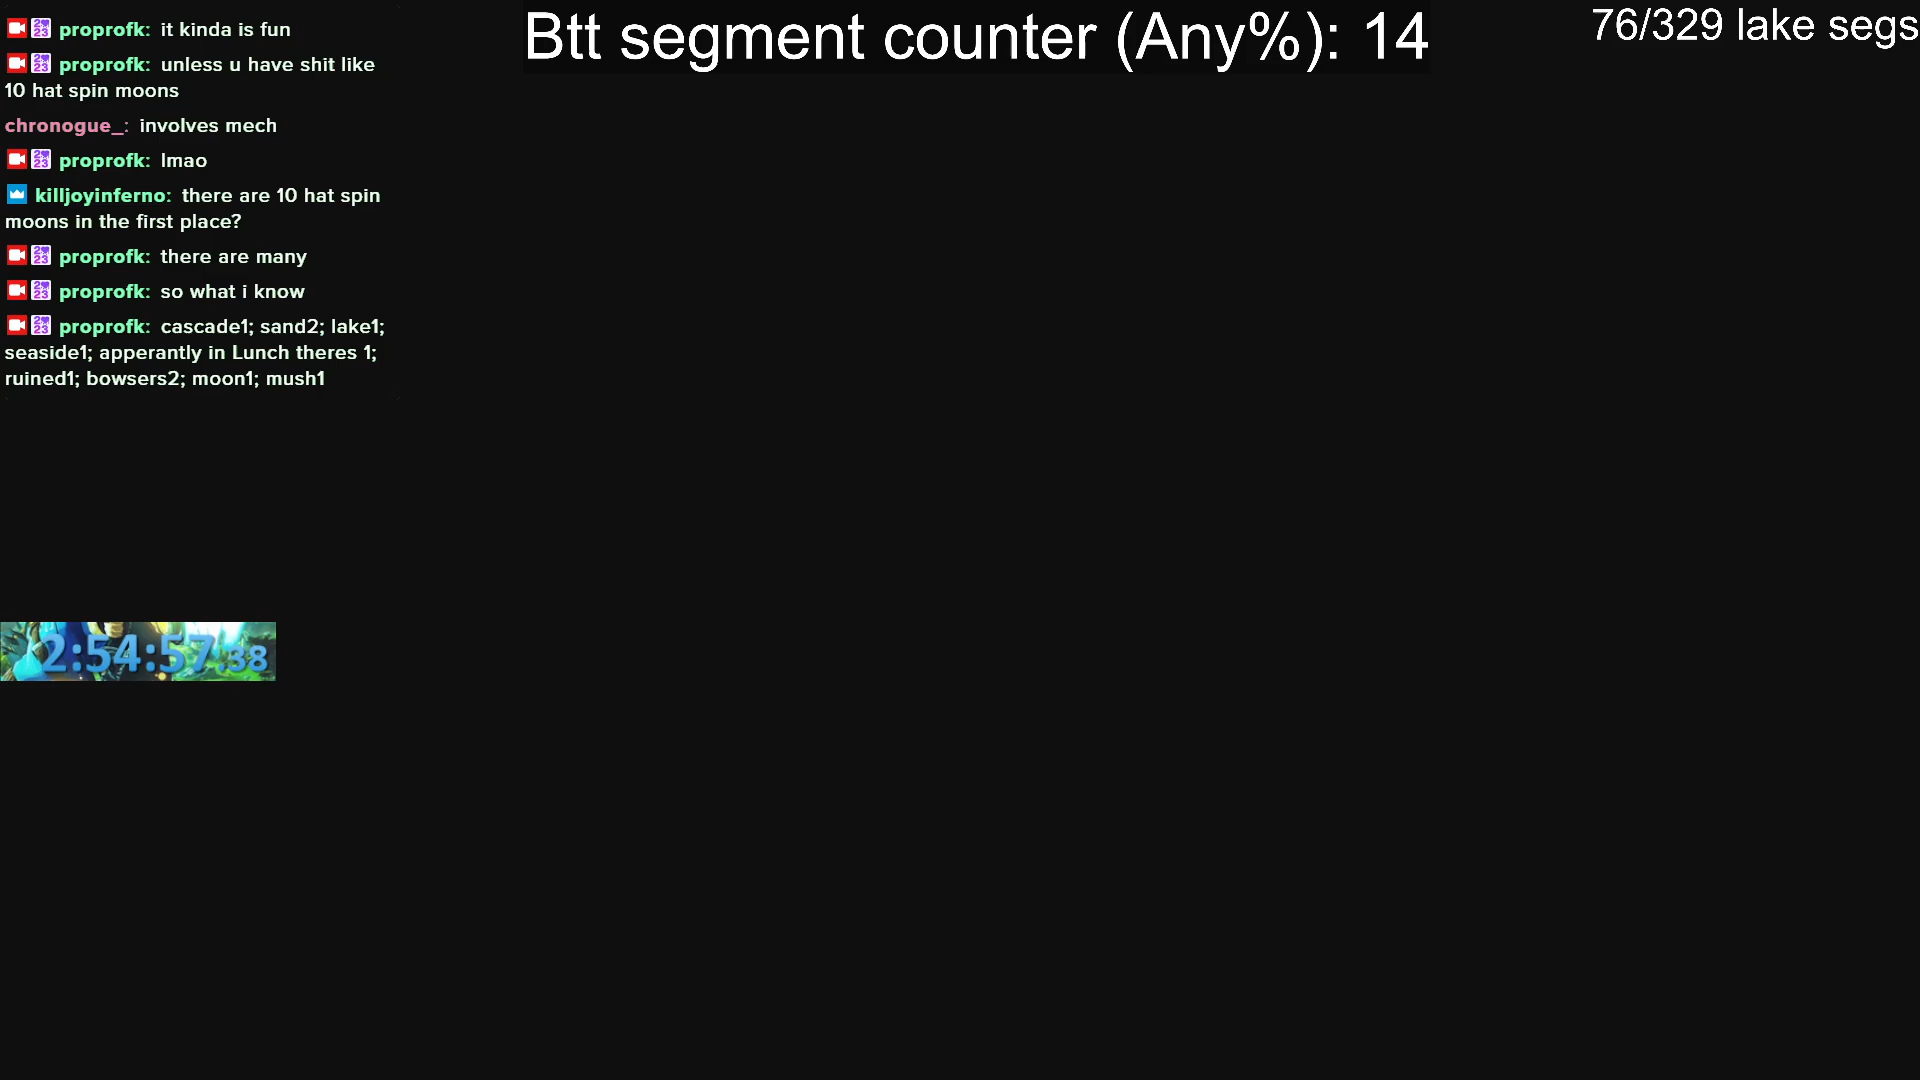 proprofk: it kinda is fun
proprofk: unless u have shit like
10 hat spin moons
chronogue_: involves mech
proprofk: lmao
killjoyinferno: there are 10 hat spin
moons in the first place?
proprofk: there are many
proprofk: so what i know
proprofk: cascade1; sand2; lake1;
seaside1; apperantly in Lunch theres 1;
ruined1; bowsers2; moon1; mush1
2:54:57.38
Btt segment counter (Any%): 14
76/329 lake segs